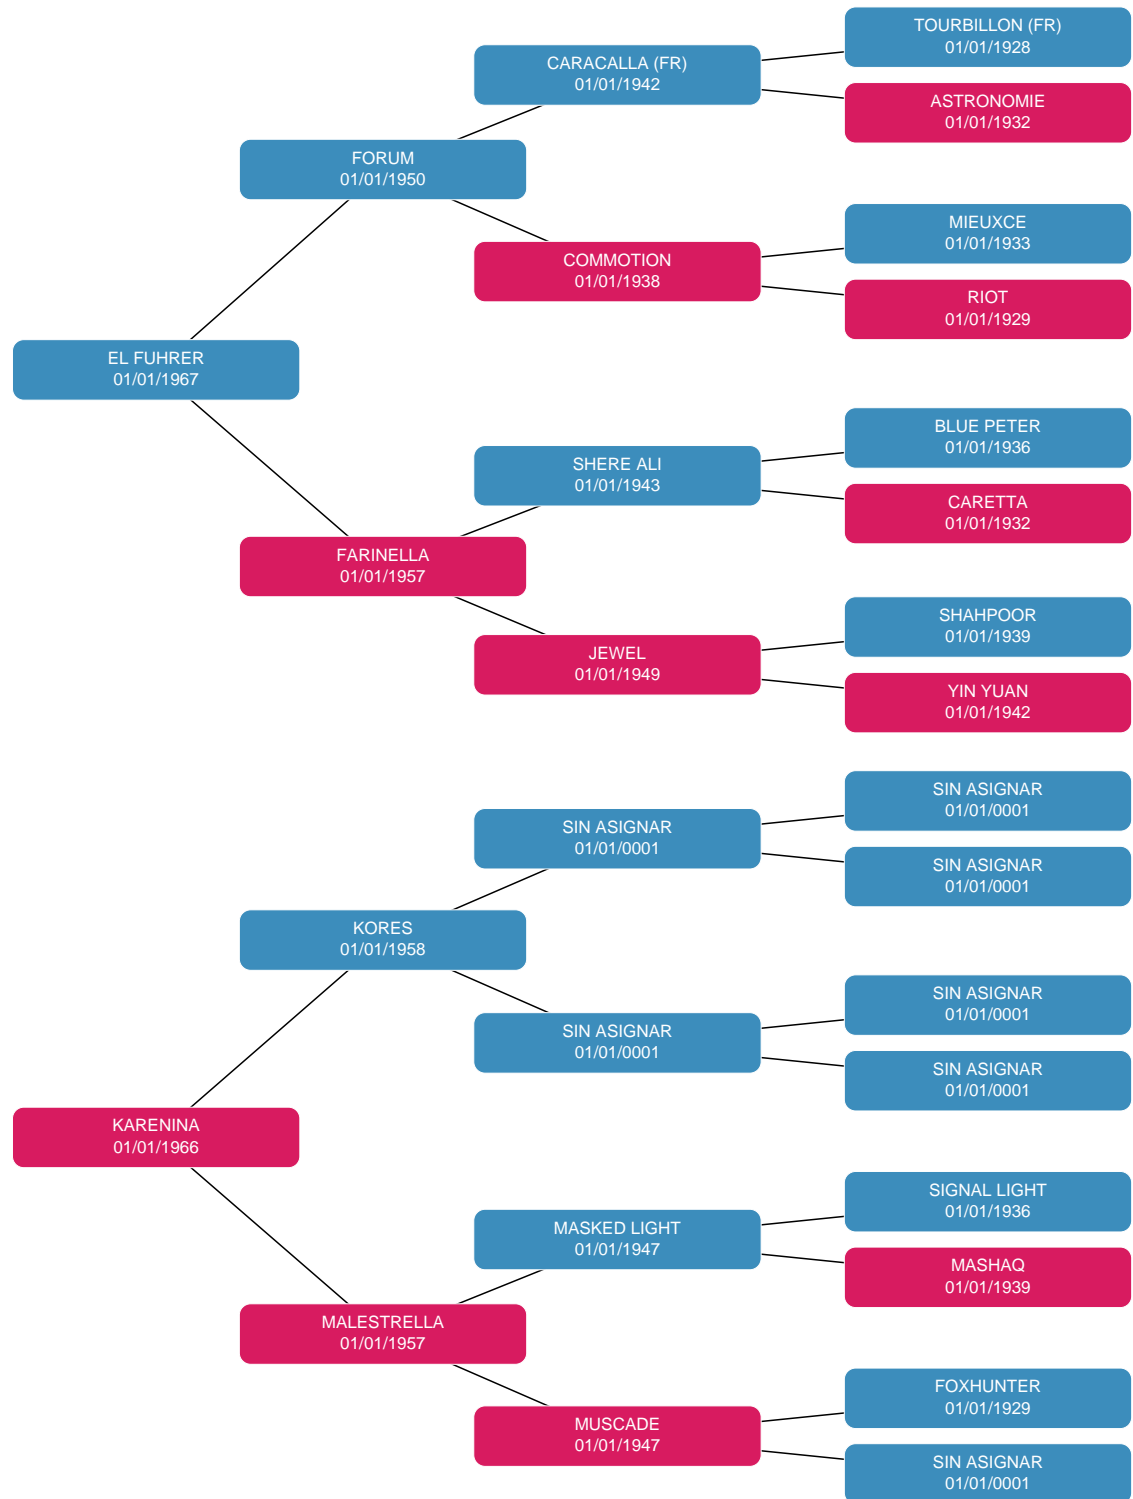 TOURBILLON (FR)
01/01/1928
CARACALLA (FR)
01/01/1942
ASTRONOMIE
01/01/1932
FORUM
01/01/1950
MIEUXCE
01/01/1933
COMMOTION
01/01/1938
RIOT
01/01/1929
EL FUHRER
01/01/1967
BLUE PETER
01/01/1936
SHERE ALI
01/01/1943
CARETTA
01/01/1932
FARINELLA
01/01/1957
SHAHPOOR
01/01/1939
JEWEL
01/01/1949
YIN YUAN
01/01/1942
SIN ASIGNAR
01/01/0001
SIN ASIGNAR
01/01/0001
SIN ASIGNAR
01/01/0001
KORES
01/01/1958
SIN ASIGNAR
01/01/0001
SIN ASIGNAR
01/01/0001
SIN ASIGNAR
01/01/0001
KARENINA
01/01/1966
SIGNAL LIGHT
01/01/1936
MASKED LIGHT
01/01/1947
MASHAQ
01/01/1939
MALESTRELLA
01/01/1957
FOXHUNTER
01/01/1929
MUSCADE
01/01/1947
SIN ASIGNAR
01/01/0001